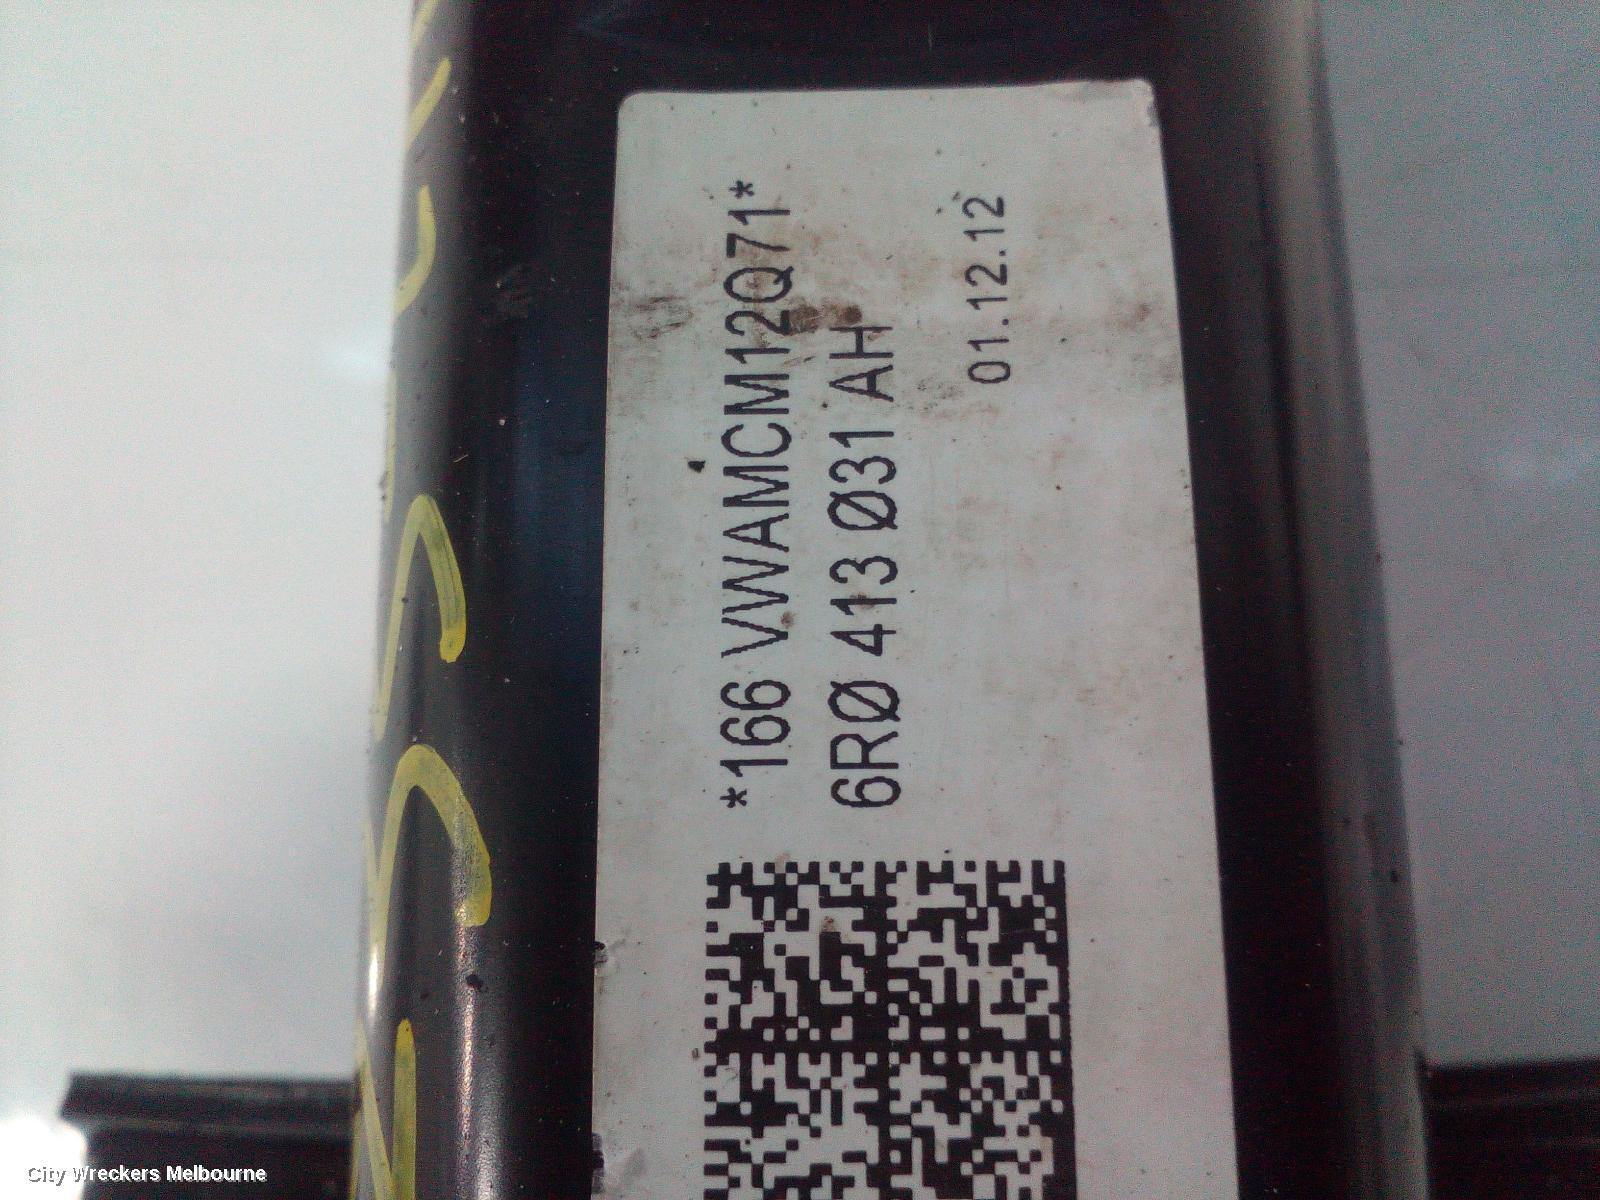 *166 VWAMCM12Q71*
6RØ 413 Ø31 AH
01.12.12
City Wreckers Melbourne